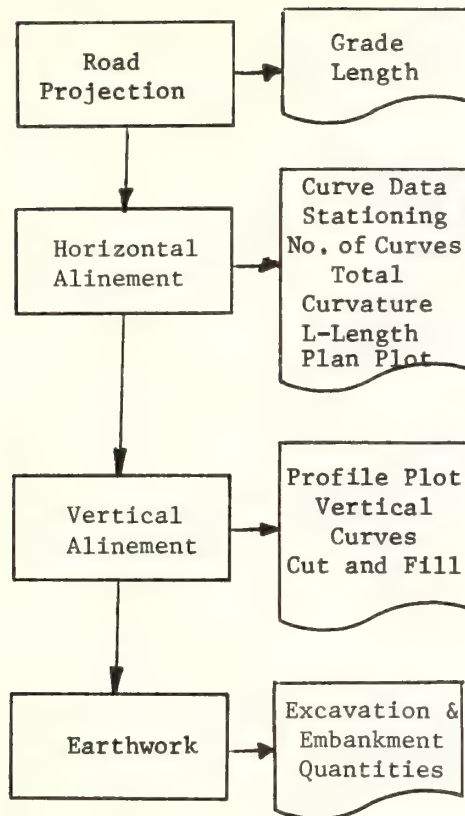 Road
Projection
Grade
Length
Horizontal
Alinement
Curve Data
Stationing
No. of Curves
Total
Curvature
L-Length
Plan Plot
Vertical
Alinement
Profile Plot
Vertical
Curves
Cut and Fill
Earthwork
Excavation &
Embankment
Quantities